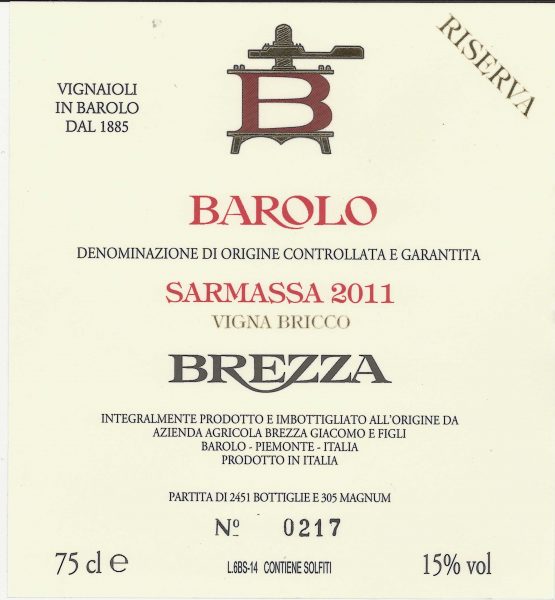 RISERVA
VIGNAIOLI
IN BAROLO
DAL 1885
B
BAROLO
DENOMINAZIONE DI ORIGINE CONTROLLATA E GARANTITA
SARMASSA 2011
VIGNA BRICCO
BREZZA
INTEGRALMENTE PRODOTTO E IMBOTTIGLIATO ALL'ORIGINE DA
AZIENDA AGRICOLA BREZZA GIACOMO E FIGLI
BAROLO - PIEMONTE - ITALIA
PRODOTTO IN ITALIA
PARTITA DI 2451 BOTTIGLIE E 305 MAGNUM
Nº 0217
75 cl e L.6BS-14 CONTIENE SOLFITI 15% vol